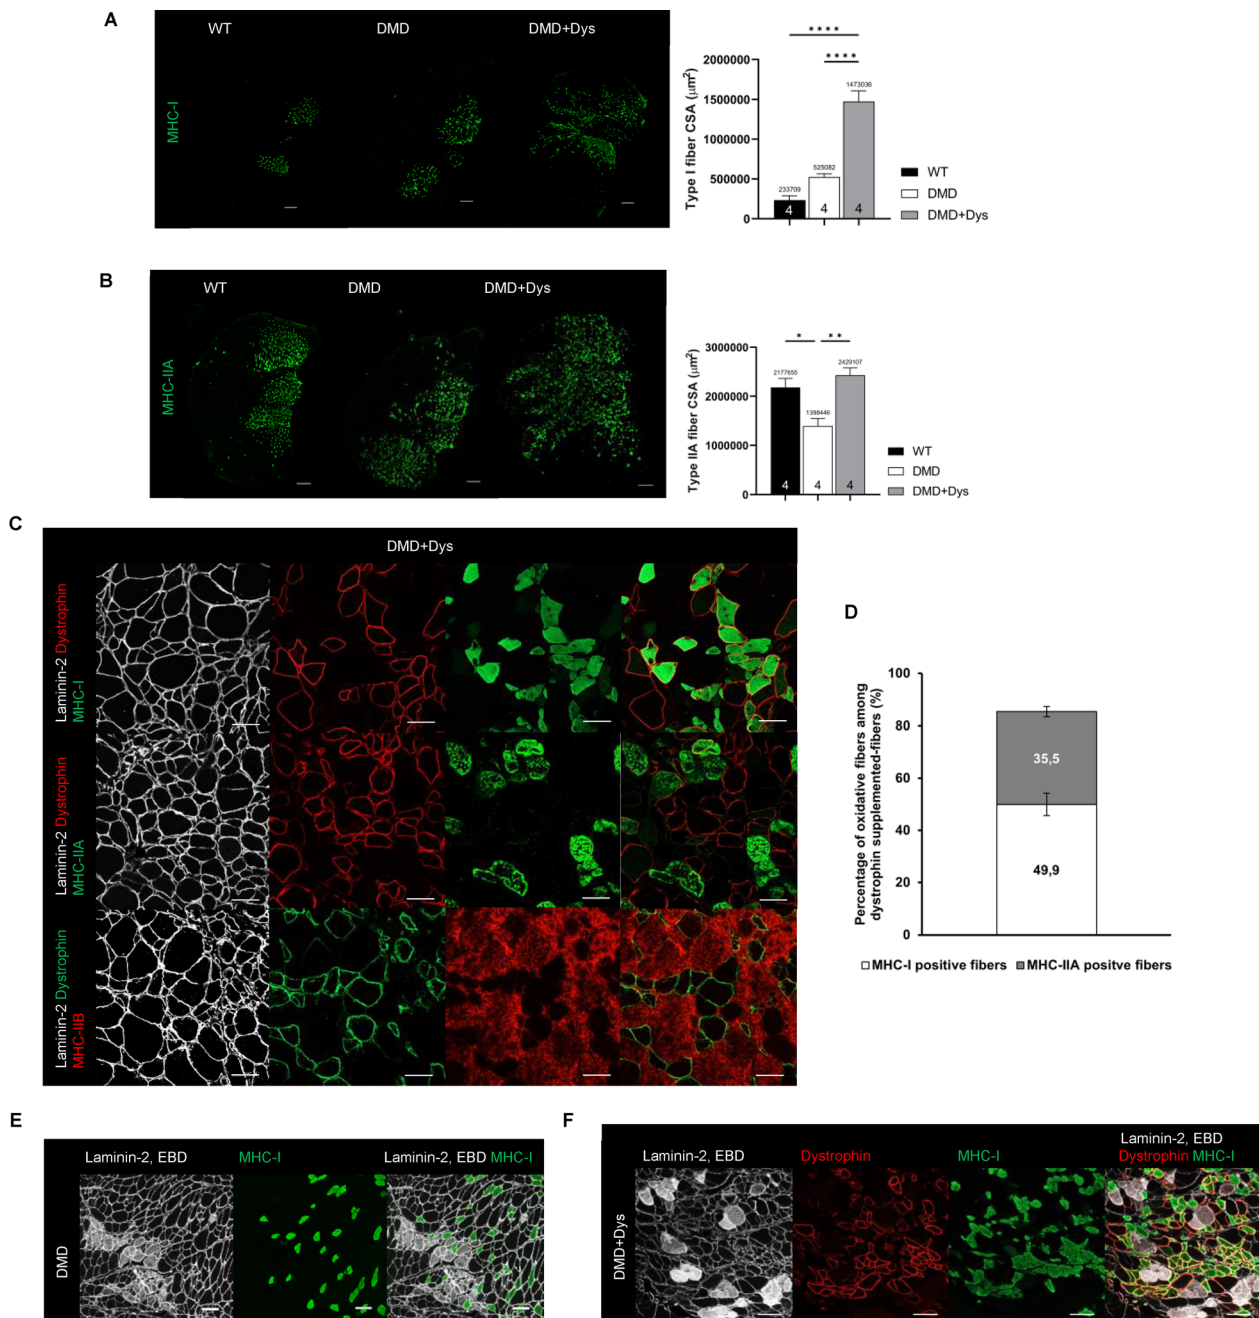 A
WT DMD DMD+Dys
MHC-I
****
****
Type I fiber CSA (μm²)
2000000
1500000
1000000
500000
0
233709
525082
1473036
4 4 4
WT
DMD
DMD+Dys
B
WT DMD DMD+Dys
MHC-IIA
* **
Type IIA fiber CSA (μm²)
3000000
2000000
1000000
0
2177655
1398446
2429107
4 4 4
WT
DMD
DMD+Dys
C
DMD+Dys
Laminin-2 Dystrophin
MHC-I
Laminin-2 Dystrophin
MHC-IIA
Laminin-2 Dystrophin
MHC-IIB
D
Percentage of oxidative fibers among
dystrophin supplemented-fibers (%)
100
80
60
40
20
0
35,5
49,9
MHC-I positive fibers MHC-IIA positve fibers
E
Laminin-2, EBD MHC-I Laminin-2, EBD MHC-I
DMD
F
Laminin-2, EBD Dystrophin MHC-I Laminin-2, EBD
Dystrophin MHC-I
DMD+Dys